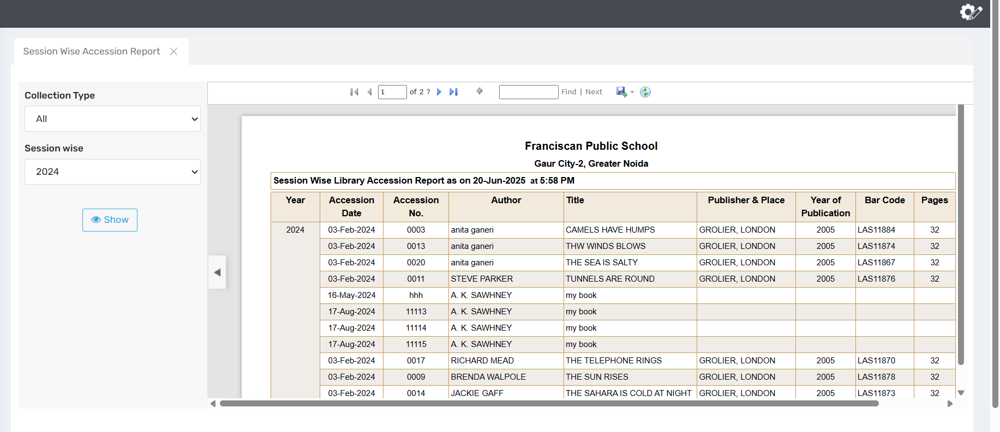 Session Wise Accession Report
Collection Type
All
Session wise
2024
Show
1 of 2 ? Find | Next
Franciscan Public School
Gaur City-2, Greater Noida
Session Wise Library Accession Report as on 20-Jun-2025 at 5:58 PM
Year Accession Date Accession No. Author Title Publisher & Place Year of Publication Bar Code Pages
2024 03-Feb-2024 0003 anita ganeri CAMELS HAVE HUMPS GROLIER, LONDON 2005 LAS11884 32
03-Feb-2024 0013 anita ganeri THW WINDS BLOWS GROLIER, LONDON 2005 LAS11874 32
03-Feb-2024 0020 anita ganeri THE SEA IS SALTY GROLIER, LONDON 2005 LAS11867 32
03-Feb-2024 0011 STEVE PARKER TUNNELS ARE ROUND GROLIER, LONDON 2005 LAS11876 32
16-May-2024 hhh A. K. SAWHNEY my book
17-Aug-2024 11113 A. K. SAWHNEY my book
17-Aug-2024 11114 A. K. SAWHNEY my book
17-Aug-2024 11115 A. K. SAWHNEY my book
03-Feb-2024 0017 RICHARD MEAD THE TELEPHONE RINGS GROLIER, LONDON 2005 LAS11870 32
03-Feb-2024 0009 BRENDA WALPOLE THE SUN RISES GROLIER, LONDON 2005 LAS11878 32
03-Feb-2024 0014 JACKIE GAFF THE SAHARA IS COLD AT NIGHT GROLIER, LONDON 2005 LAS11873 32